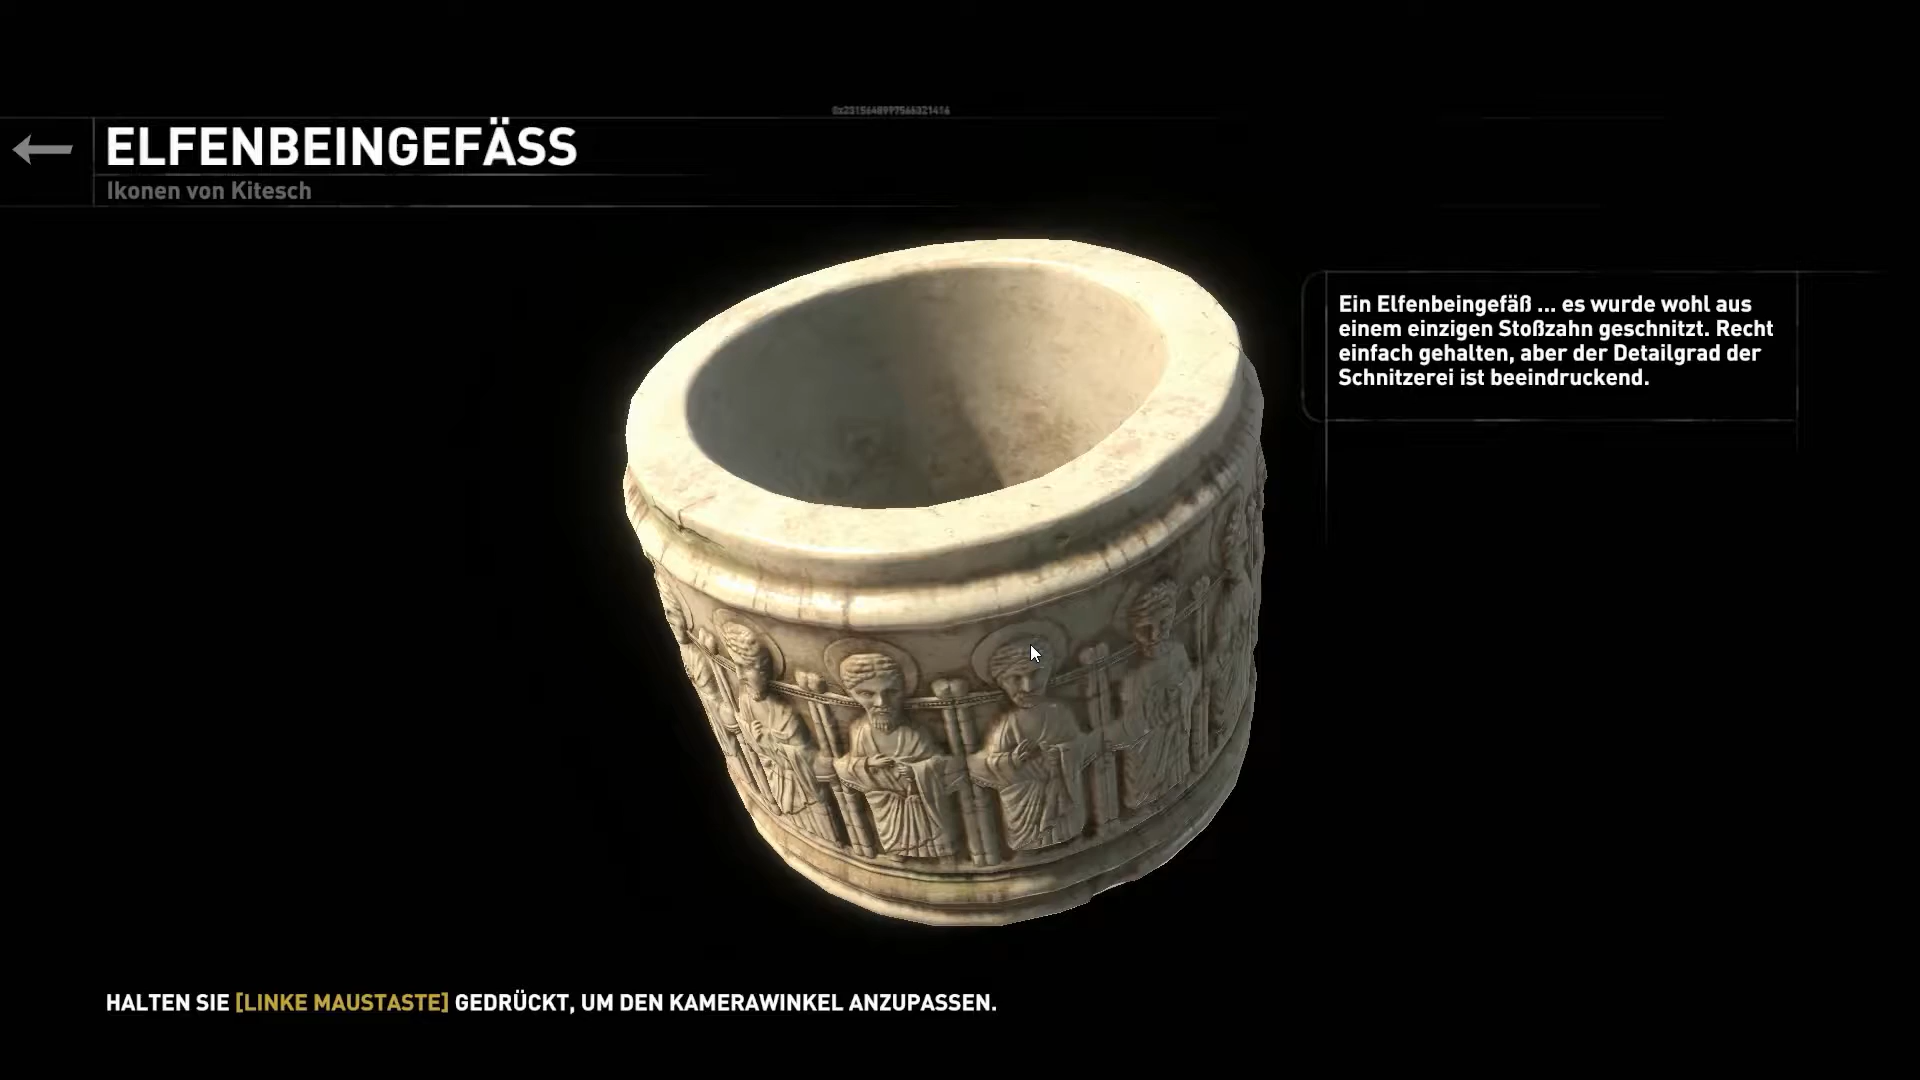 ELFENBEINGEFÄSS
Ikonen von Kitesch
Ein Elfenbeingefäß ... es wurde wohl aus
einem einzigen Stoßzahn geschnitzt. Recht
einfach gehalten, aber der Detailgrad der
Schnitzerei ist beeindruckend.
HALTEN SIE [LINKE MAUSTASTE] GEDRÜCKT, UM DEN KAMERAWINKEL ANZUPASSEN.